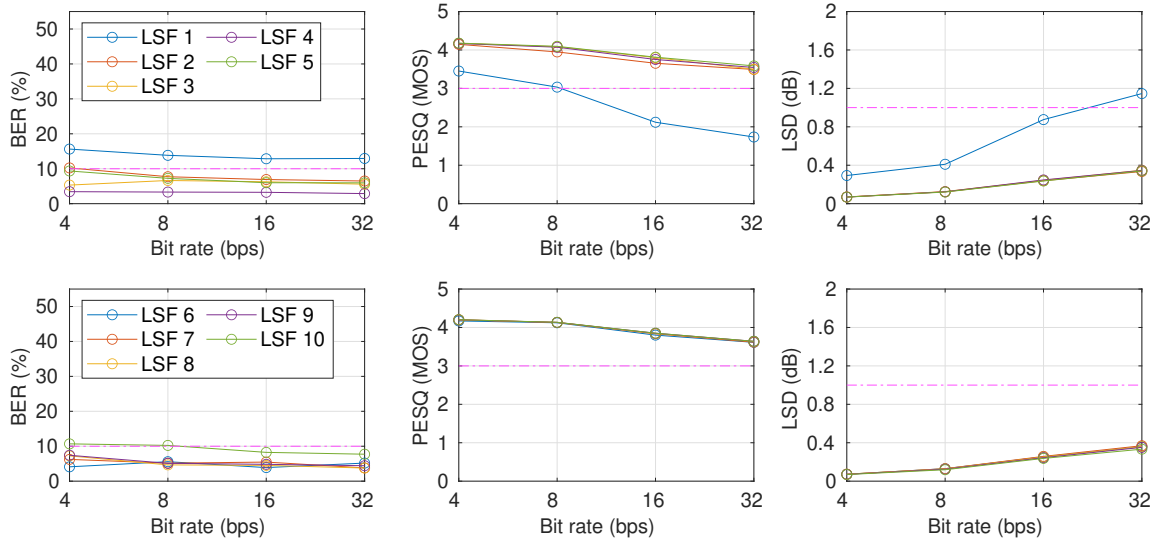 50
40
30
20
10
0
BER (%)
LSF 1
LSF 2
LSF 3
LSF 4
LSF 5
4
8
16
32
Bit rate (bps)
5
4
3
2
1
0
PESQ (MOS)
4
8
16
32
Bit rate (bps)
2
1.6
1.2
0.8
0.4
0
LSD (dB)
4
8
16
32
Bit rate (bps)
50
40
30
20
10
0
BER (%)
LSF 6
LSF 7
LSF 8
LSF 9
LSF 10
4
8
16
32
Bit rate (bps)
5
4
3
2
1
0
PESQ (MOS)
4
8
16
32
Bit rate (bps)
2
1.6
1.2
0.8
0.4
0
LSD (dB)
4
8
16
32
Bit rate (bps)